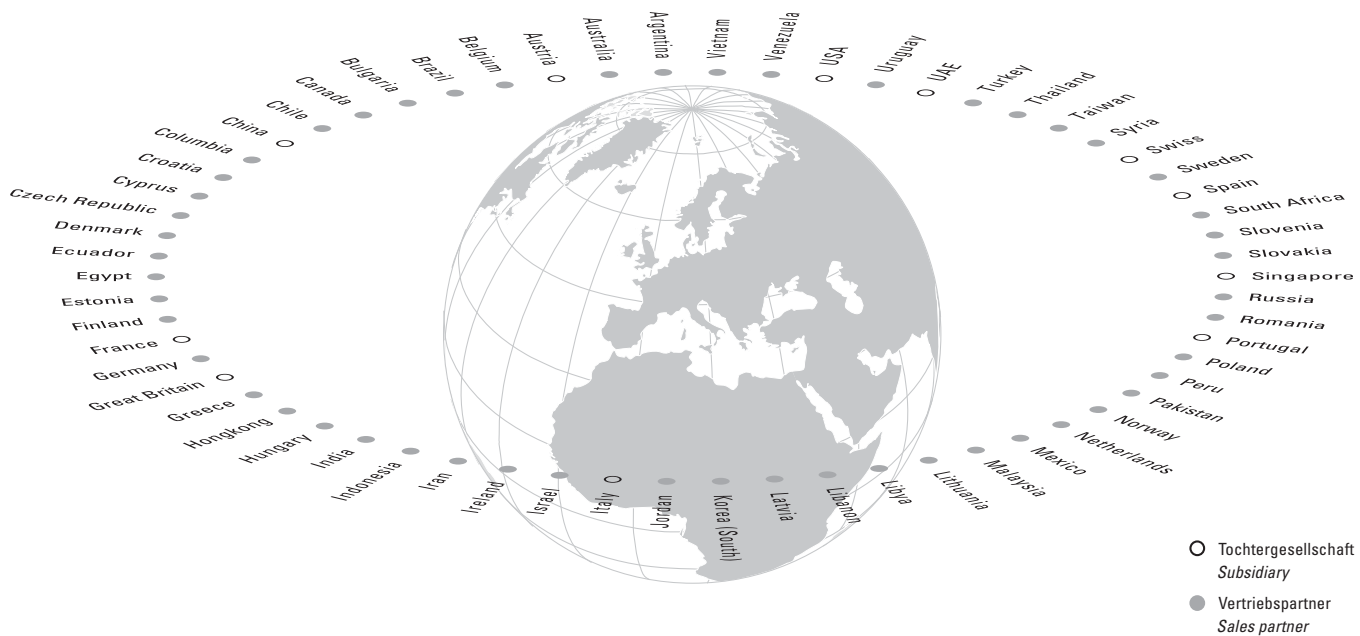 Argentina
Australia
Austria
Belgium
Brazil
Bulgaria
Canada
Chile
China
Columbia
Croatia
Cyprus
Czech Republic
Denmark
Ecuador
Egypt
Estonia
Finland
France
Germany
Great Britain
Greece
Hongkong
Hungary
India
Indonesia
Iran
Ireland
Israel
Italy
Jordan
Korea (South)
Latvia
Libanon
Libya
Lithuania
Malaysia
Mexico
Netherlands
Norway
Pakistan
Peru
Poland
Portugal
Romania
Russia
Singapore
Slovakia
Slovenia
South Africa
Spain
Sweden
Swiss
Syria
Taiwan
Thailand
Turkey
UAE
Uruguay
USA
Venezuela
Vietnam
Tochtergesellschaft
Subsidiary
Vertriebspartner
Sales partner